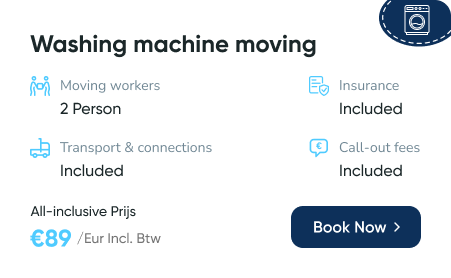 Washing machine moving
Moving workers
2 Person
Insurance
Included
Transport & connections
Included
€
Call-out fees
Included
All-inclusive Prijs
€89 /Eur Incl. Btw
Book Now